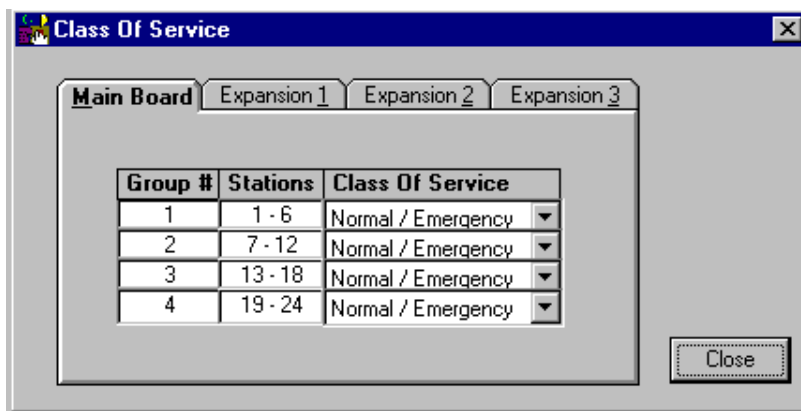 Class Of Service
Main Board Expansion 1 Expansion 2 Expansion 3
Group # Stations Class Of Service
1 1 - 6 Normal / Emergency
2 7 - 12 Normal / Emergency
3 13 - 18 Normal / Emergency
4 19 - 24 Normal / Emergency
Close